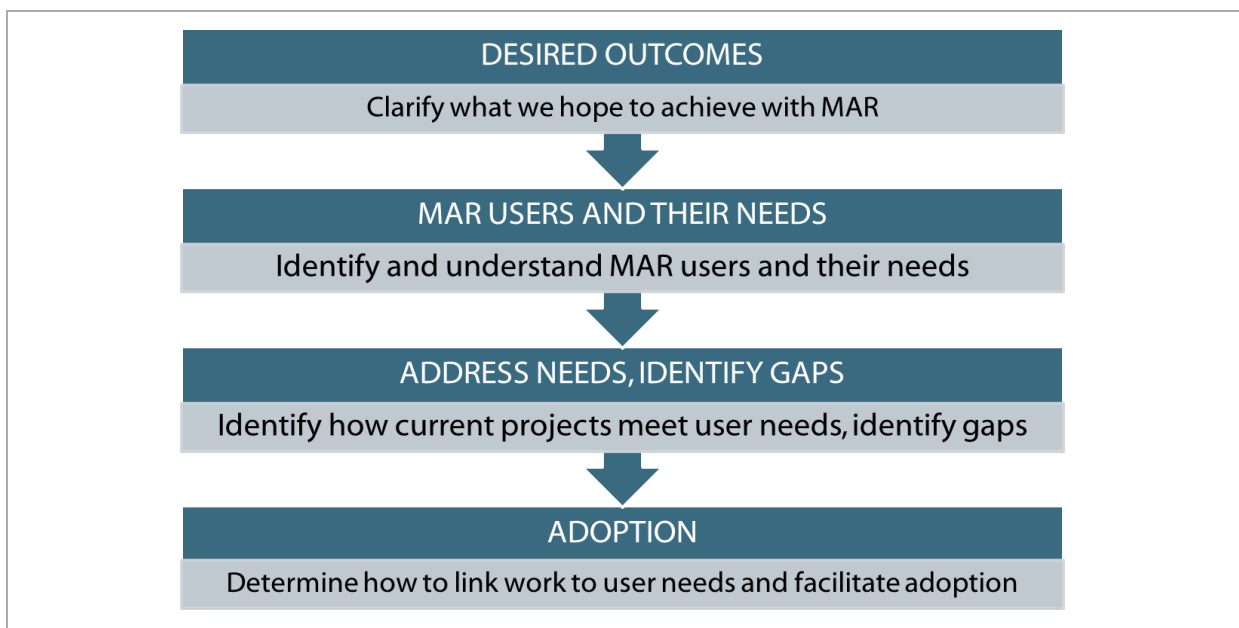 DESIRED OUTCOMES
Clarify what we hope to achieve with MAR
MAR USERS AND THEIR NEEDS
Identify and understand MAR users and their needs
ADDRESS NEEDS, IDENTIFY GAPS
Identify how current projects meet user needs, identify gaps
ADOPTION
Determine how to link work to user needs and facilitate adoption